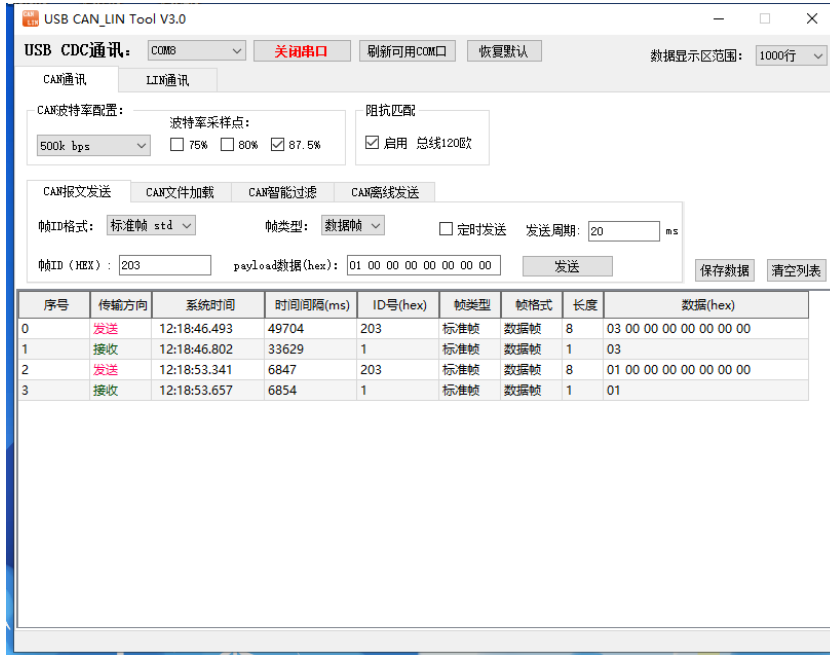 CAN LIN USB CAN_LIN Tool V3.0
USB CDC通讯: COM8 关闭串口 刷新可用COM口 恢复默认 数据显示区范围: 1000行
CAN通讯 LIN通讯
CAN波特率配置: 阻抗匹配
波特率采样点:
500k bps 75% 80% 87.5% 启用 总线120欧
CAN报文发送 CAN文件加载 CAN智能过滤 CAN离线发送
帧ID格式: 标准帧 std 帧类型: 数据帧 定时发送 发送周期: 20 ms
帧ID(HEX): 203 payload数据(hex): 01 00 00 00 00 00 00 00 发送 保存数据 清空列表
序号 传输方向 系统时间 时间间隔(ms) ID号(hex) 帧类型 帧格式 长度 数据(hex)
0 发送 12:18:46.493 49704 203 标准帧 数据帧 8 03 00 00 00 00 00 00 00
1 接收 12:18:46.802 33629 1 标准帧 数据帧 1 03
2 发送 12:18:53.341 6847 203 标准帧 数据帧 8 01 00 00 00 00 00 00 00
3 接收 12:18:53.657 6854 1 标准帧 数据帧 1 01